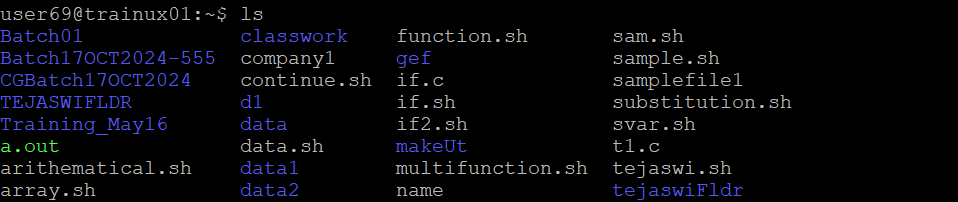 user69@trainux01:~$ ls
Batch01 classwork function.sh sam.sh
Batch17OCT2024-555 company1 gef sample.sh
CGBatch17OCT2024 continue.sh if.c samplefile1
TEJASWIFLDR d1 if.sh substitution.sh
Training_May16 data if2.sh svar.sh
a.out data.sh makeUt t1.c
arithematical.sh data1 multifunction.sh tejaswi.sh
array.sh data2 name tejaswiFldr